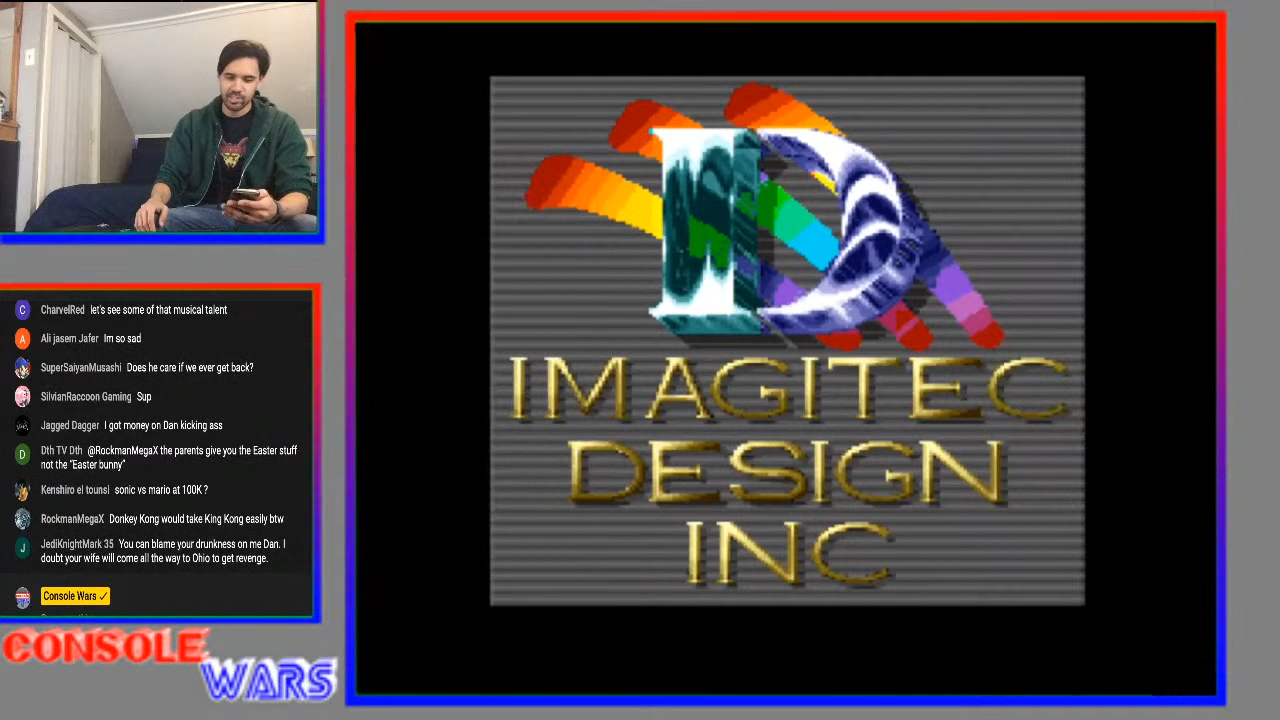 C CharvelRed let's see some of that musical talent
A Ali jasem Jafer Im so sad
SuperSaiyanMusashi Does he care if we ever get back?
SilvianRaccoon Gaming Sup
Jagged Dagger I got money on Dan kicking ass
D Dth TV Dth @RockmanMegaX the parents give you the Easter stuff
not the "Easter bunny"
Kenshiro el tounsi sonic vs mario at 100K ?
RockmanMegaX Donkey Kong would take King Kong easily btw
J JediKnightMark 35 You can blame your drunkness on me Dan. I
doubt your wife will come all the way to Ohio to get revenge.
Console Wars ✓
CONSOLE
WARS
ID
IMAGITEC
DESIGN
INC